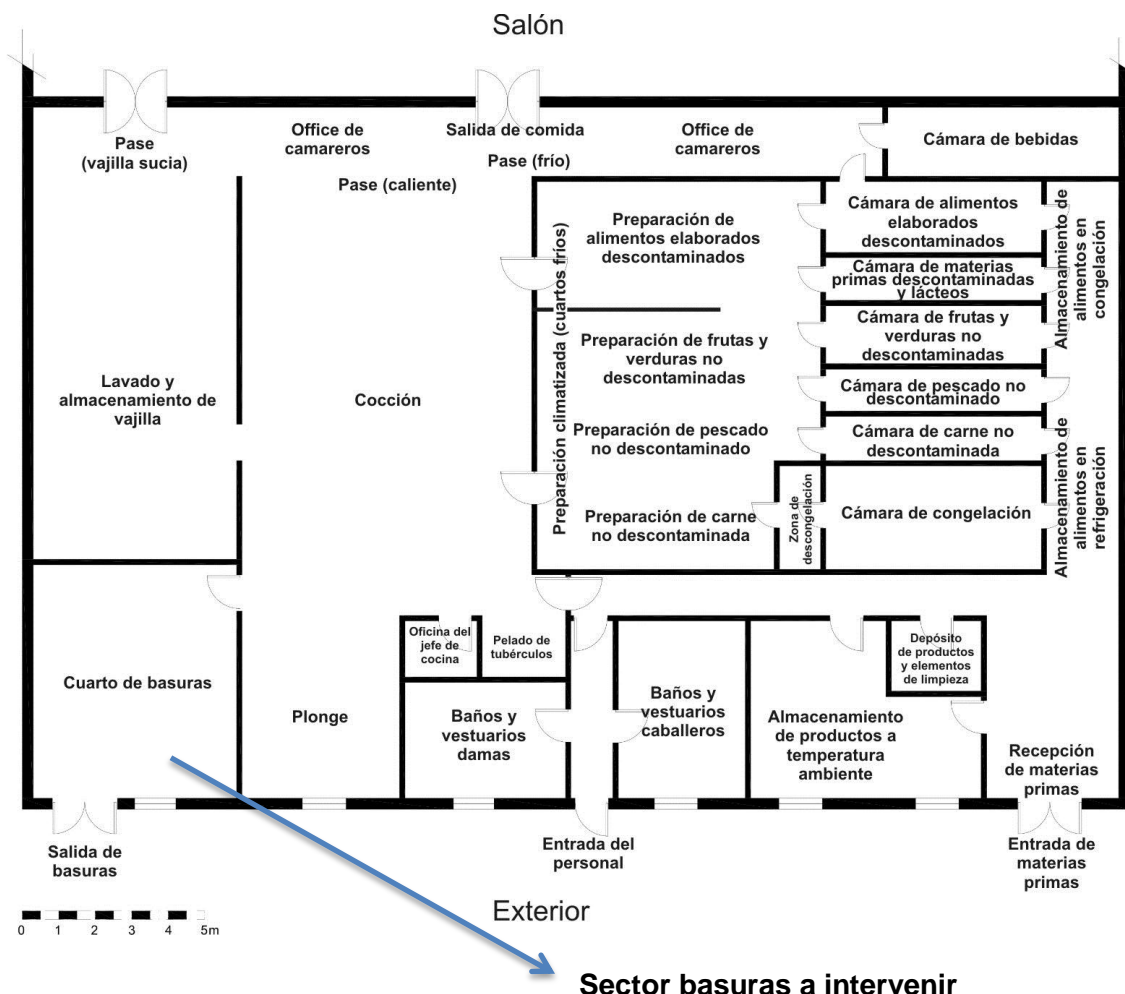 Salón
Pase
(vajilla sucia)
Office de
camareros
Salida de comida
Pase (frío)
Office de
camareros
Cámara de bebidas
Pase (caliente)
Preparación de
alimentos elaborados
descontaminados
Cámara de alimentos
elaborados
descontaminados
Cámara de materias
primas descontaminadas
y lácteos
Almacenamiento de
alimentos en
congelación
Preparación climatizada (cuartos fríos)
Preparación de frutas y
verduras no
descontaminadas
Cámara de frutas y
verduras no
descontaminadas
Lavado y
almacenamiento de
vajilla
Cocción
Cámara de pescado no
descontaminado
Preparación de pescado
no descontaminado
Cámara de carne no
descontaminada
Almacenamiento de
alimentos en
refrigeración
Preparación de carne
no descontaminada
Zona de
descongelación
Cámara de congelación
Oficina del
jefe de
cocina
Pelado de
tubérculos
Depósito
de productos
y elementos
de limpieza
Cuarto de basuras
Plonge
Baños y
vestuarios
damas
Baños y
vestuarios
caballeros
Almacenamiento
de productos a
temperatura
ambiente
Recepción
de materias
primas
Salida de
basuras
Entrada del
personal
Entrada de
materias
primas
Exterior
0 1 2 3 4 5m
Sector basuras a intervenir